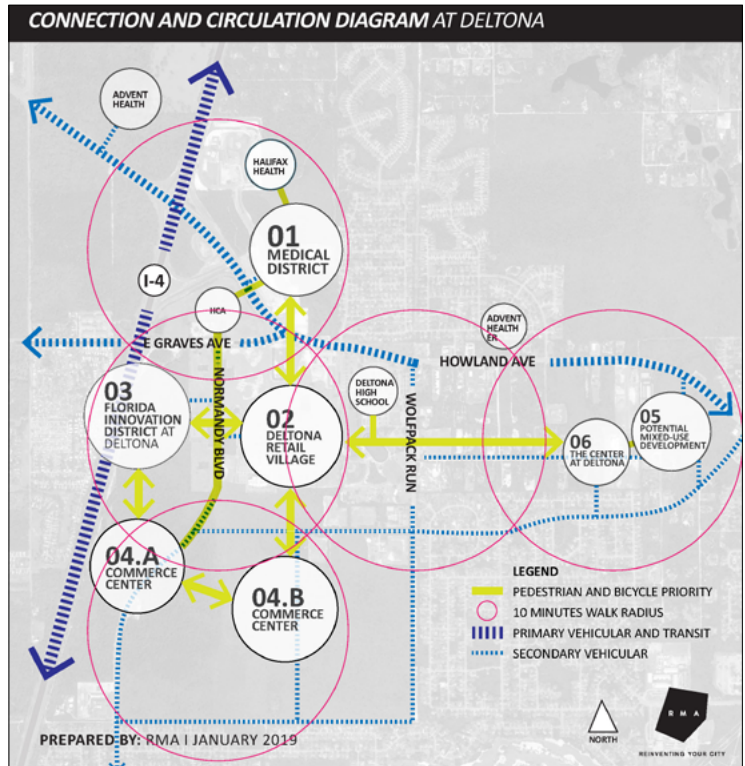 CONNECTION AND CIRCULATION DIAGRAM AT DELTONA
ADVENT
HEALTH
HALIFAX
HEALTH
01
MEDICAL
DISTRICT
I-4
HCA
E GRAVES AVE
ADVENT
HEALTH
ER
HOWLAND AVE
NORMANDY BLVD
WOLFPACK RUN
03
FLORIDA
INNOVATION
DISTRICT AT
DELTONA
02
DELTONA
RETAIL
VILLAGE
DELTONA
HIGH
SCHOOL
05
POTENTIAL
MIXED-USE
DEVELOPMENT
06
THE CENTER
AT DELTONA
04.A
COMMERCE
CENTER
04.B
COMMERCE
CENTER
LEGEND
PEDESTRIAN AND BICYCLE PRIORITY
10 MINUTES WALK RADIUS
PRIMARY VEHICULAR AND TRANSIT
SECONDARY VEHICULAR
PREPARED BY: RMA I JANUARY 2019
NORTH
RMA
REINVENTING YOUR CITY